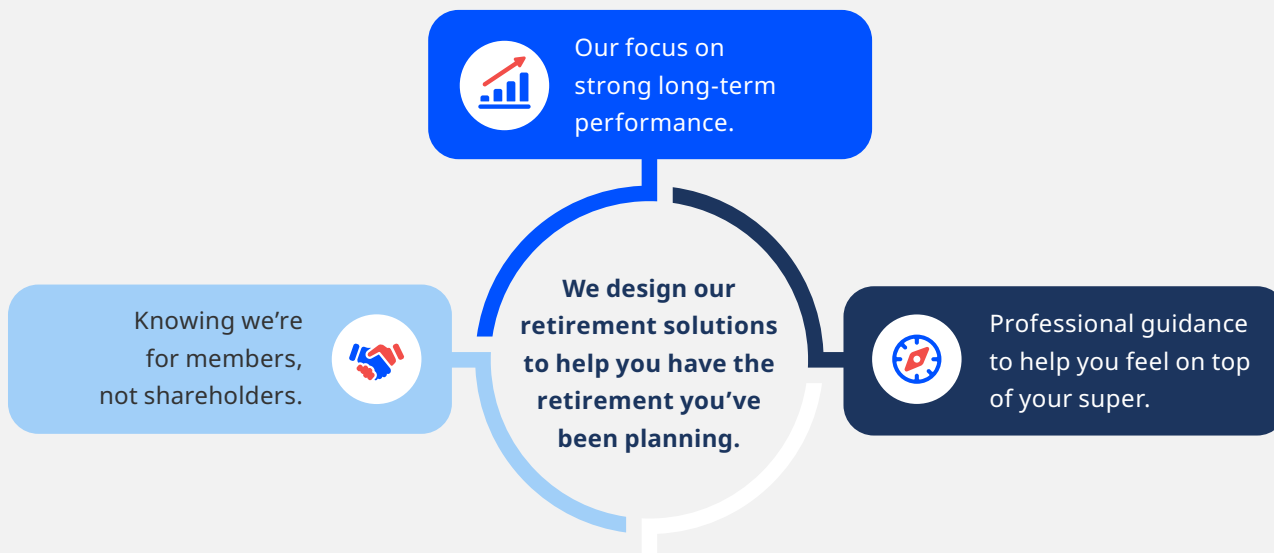 Our focus on
strong long-term
performance.
Knowing we’re
for members,
not shareholders.
We design our
retirement solutions
to help you have the
retirement you’ve
been planning.
Professional guidance
to help you feel on top
of your super.